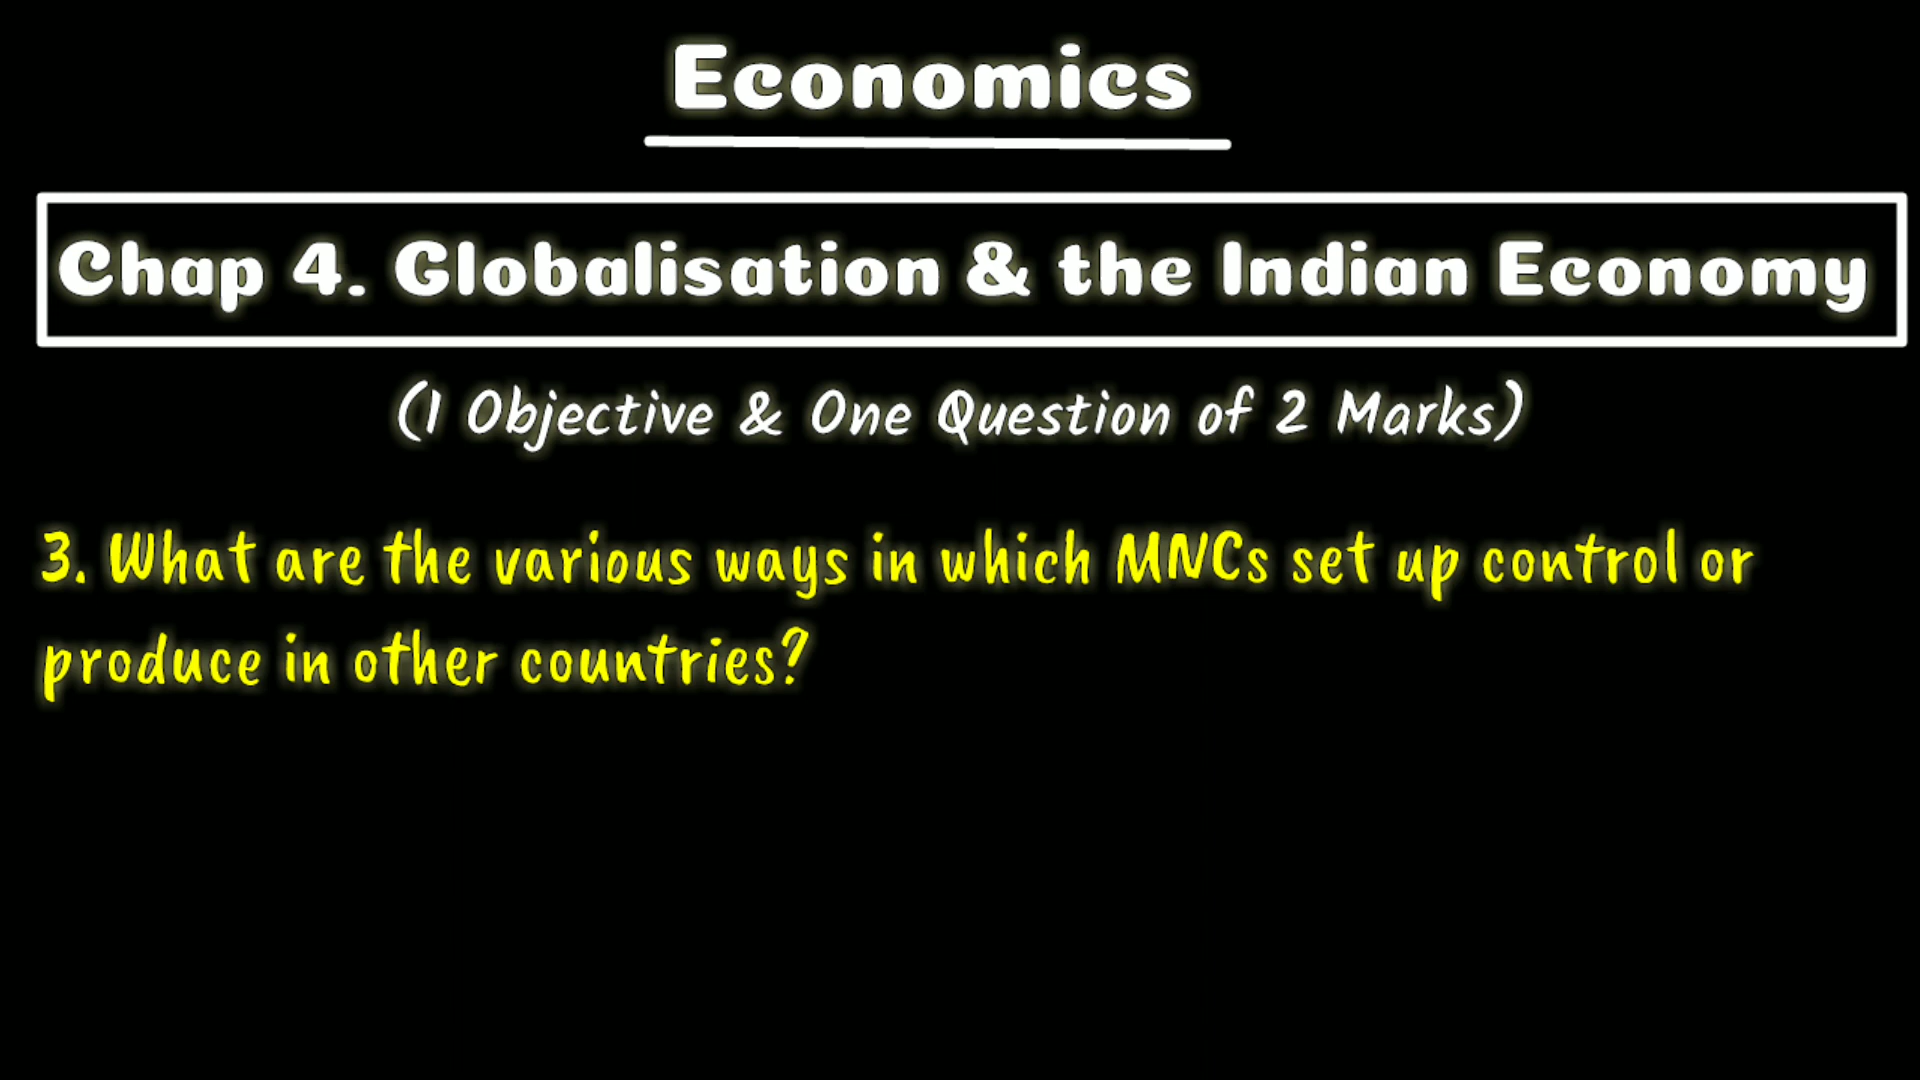 Economics
Chap 4. Globalisation & the Indian Economy
(1 Objective & One Question of 2 Marks)
3. What are the various ways in which MNCs set up control or
produce in other countries?